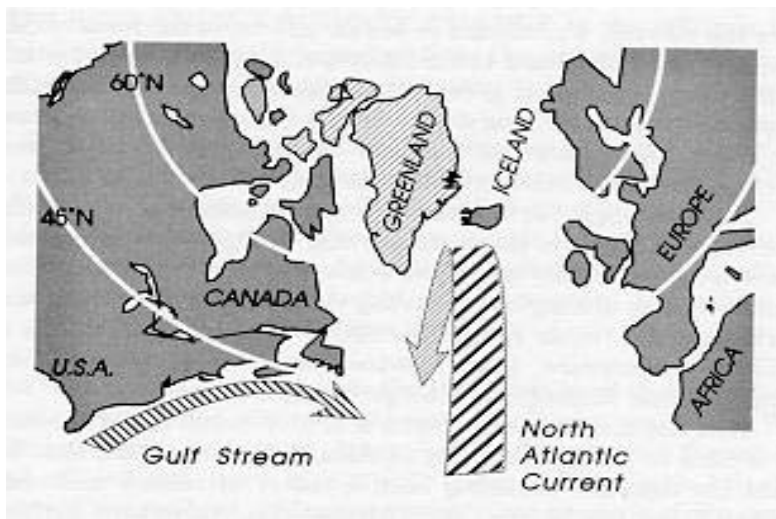 60°N
45°N
GREENLAND
ICELAND
EUROPE
CANADA
U.S.A.
AFRICA
Gulf Stream
North
Atlantic
Current